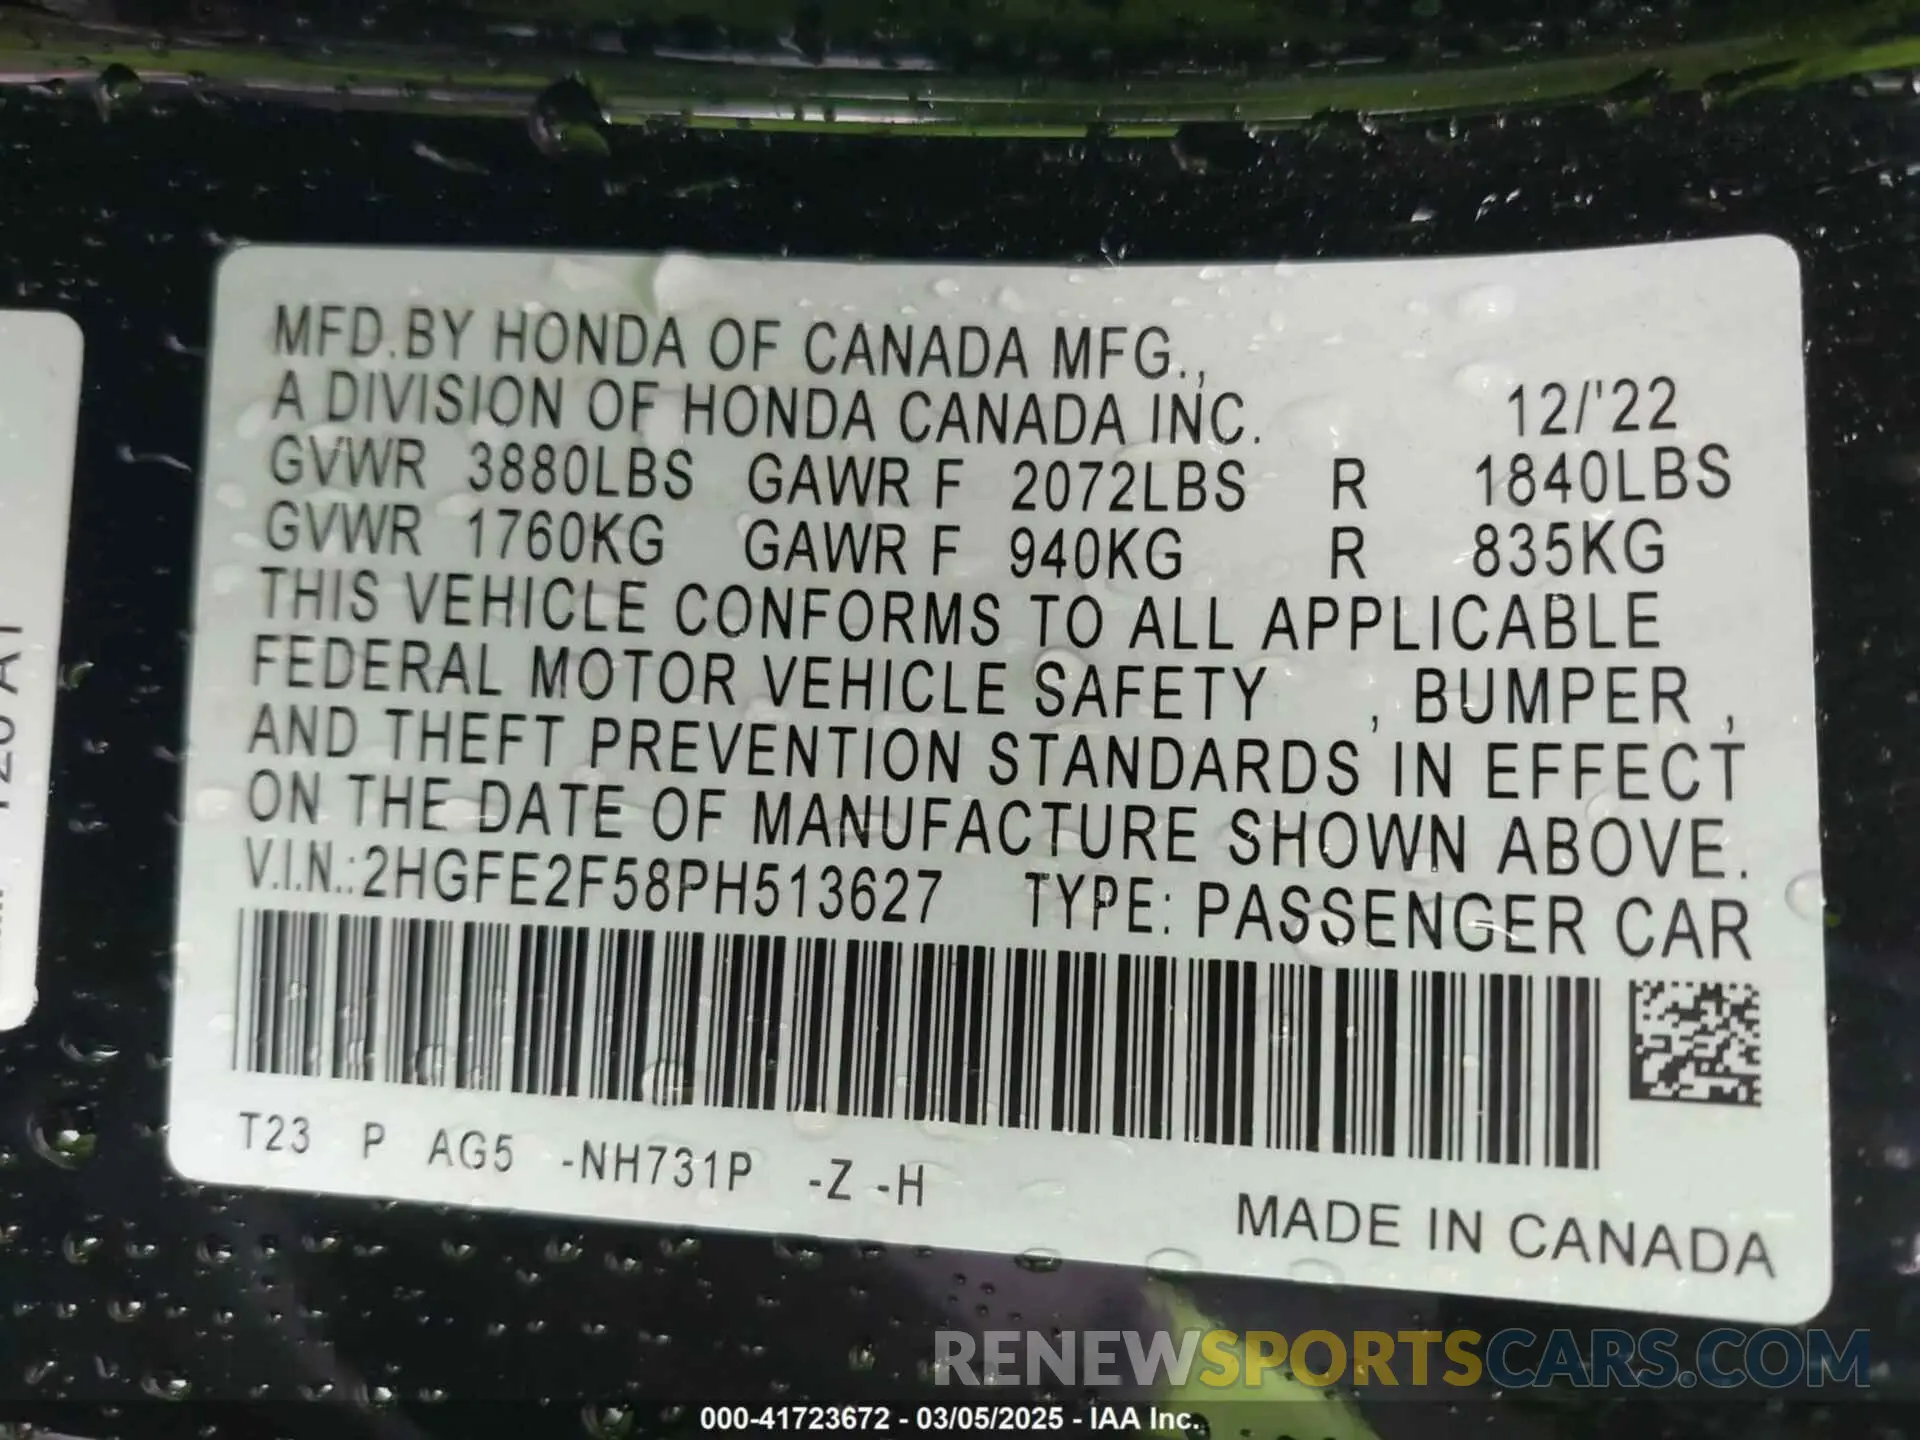 MFD.BY HONDA OF CANADA MFG.,
A DIVISION OF HONDA CANADA INC. 12/'22
GVWR 3880LBS GAWR F 2072LBS R 1840LBS
GVWR 1760KG GAWR F 940KG R 835KG
THIS VEHICLE CONFORMS TO ALL APPLICABLE
FEDERAL MOTOR VEHICLE SAFETY , BUMPER ,
AND THEFT PREVENTION STANDARDS IN EFFECT
ON THE DATE OF MANUFACTURE SHOWN ABOVE.
V.I.N.:2HGFE2F58PH513627 TYPE: PASSENGER CAR
T23 P AG5 -NH731P -Z -H
MADE IN CANADA
RENEWSPORTSCARS.COM
000-41723672 - 03/05/2025 - IAA Inc.